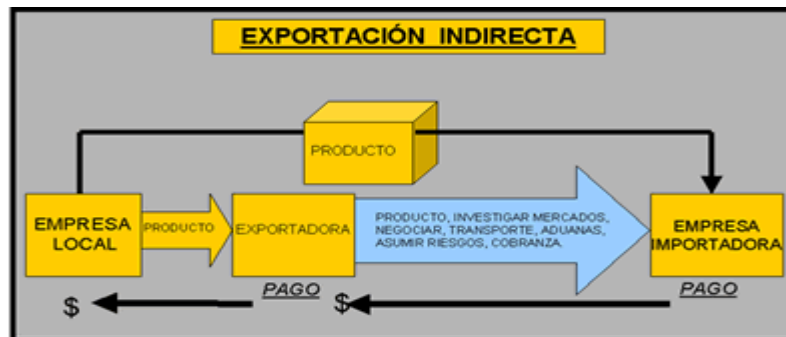 EXPORTACIÓN INDIRECTA
PRODUCTO
EMPRESA
LOCAL
PRODUCTO
EXPORTADORA
PRODUCTO, INVESTIGAR MERCADOS,
NEGOCIAR, TRANSPORTE, ADUANAS,
ASUMIR RIESGOS, COBRANZA.
EMPRESA
IMPORTADORA
$
PAGO
$
PAGO